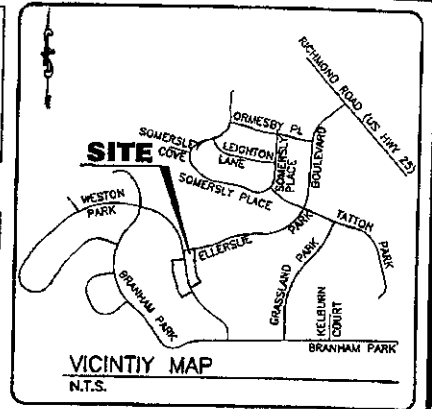 RICHMOND ROAD (US HWY 25)
ORMESBY PL
SOMERSLEY
COVE
LEIGHTON
LANE
SOMERSLY
PLACE
BOULEVARD
SITE
SOMERSLY PLACE
WESTON
PARK
TATTON
PARK
ELLERSLIE
PARK
GRASSLAND PARK
KELBURN
COURT
BRANHAM PARK
BRANHAM PARK
VICINTIY MAP
N.T.S.